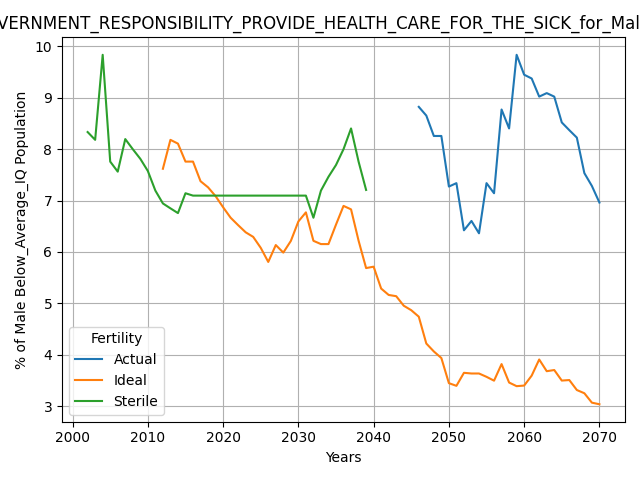 VERNMENT_RESPONSIBILITY_PROVIDE_HEALTH_CARE_FOR_THE_SICK_for_Mal
% of Male Below_Average_IQ Population
10
9
8
7
6
5
4
3
Fertility
Actual
Ideal
Sterile
2000 2010 2020 2030 2040 2050 2060 2070
Years